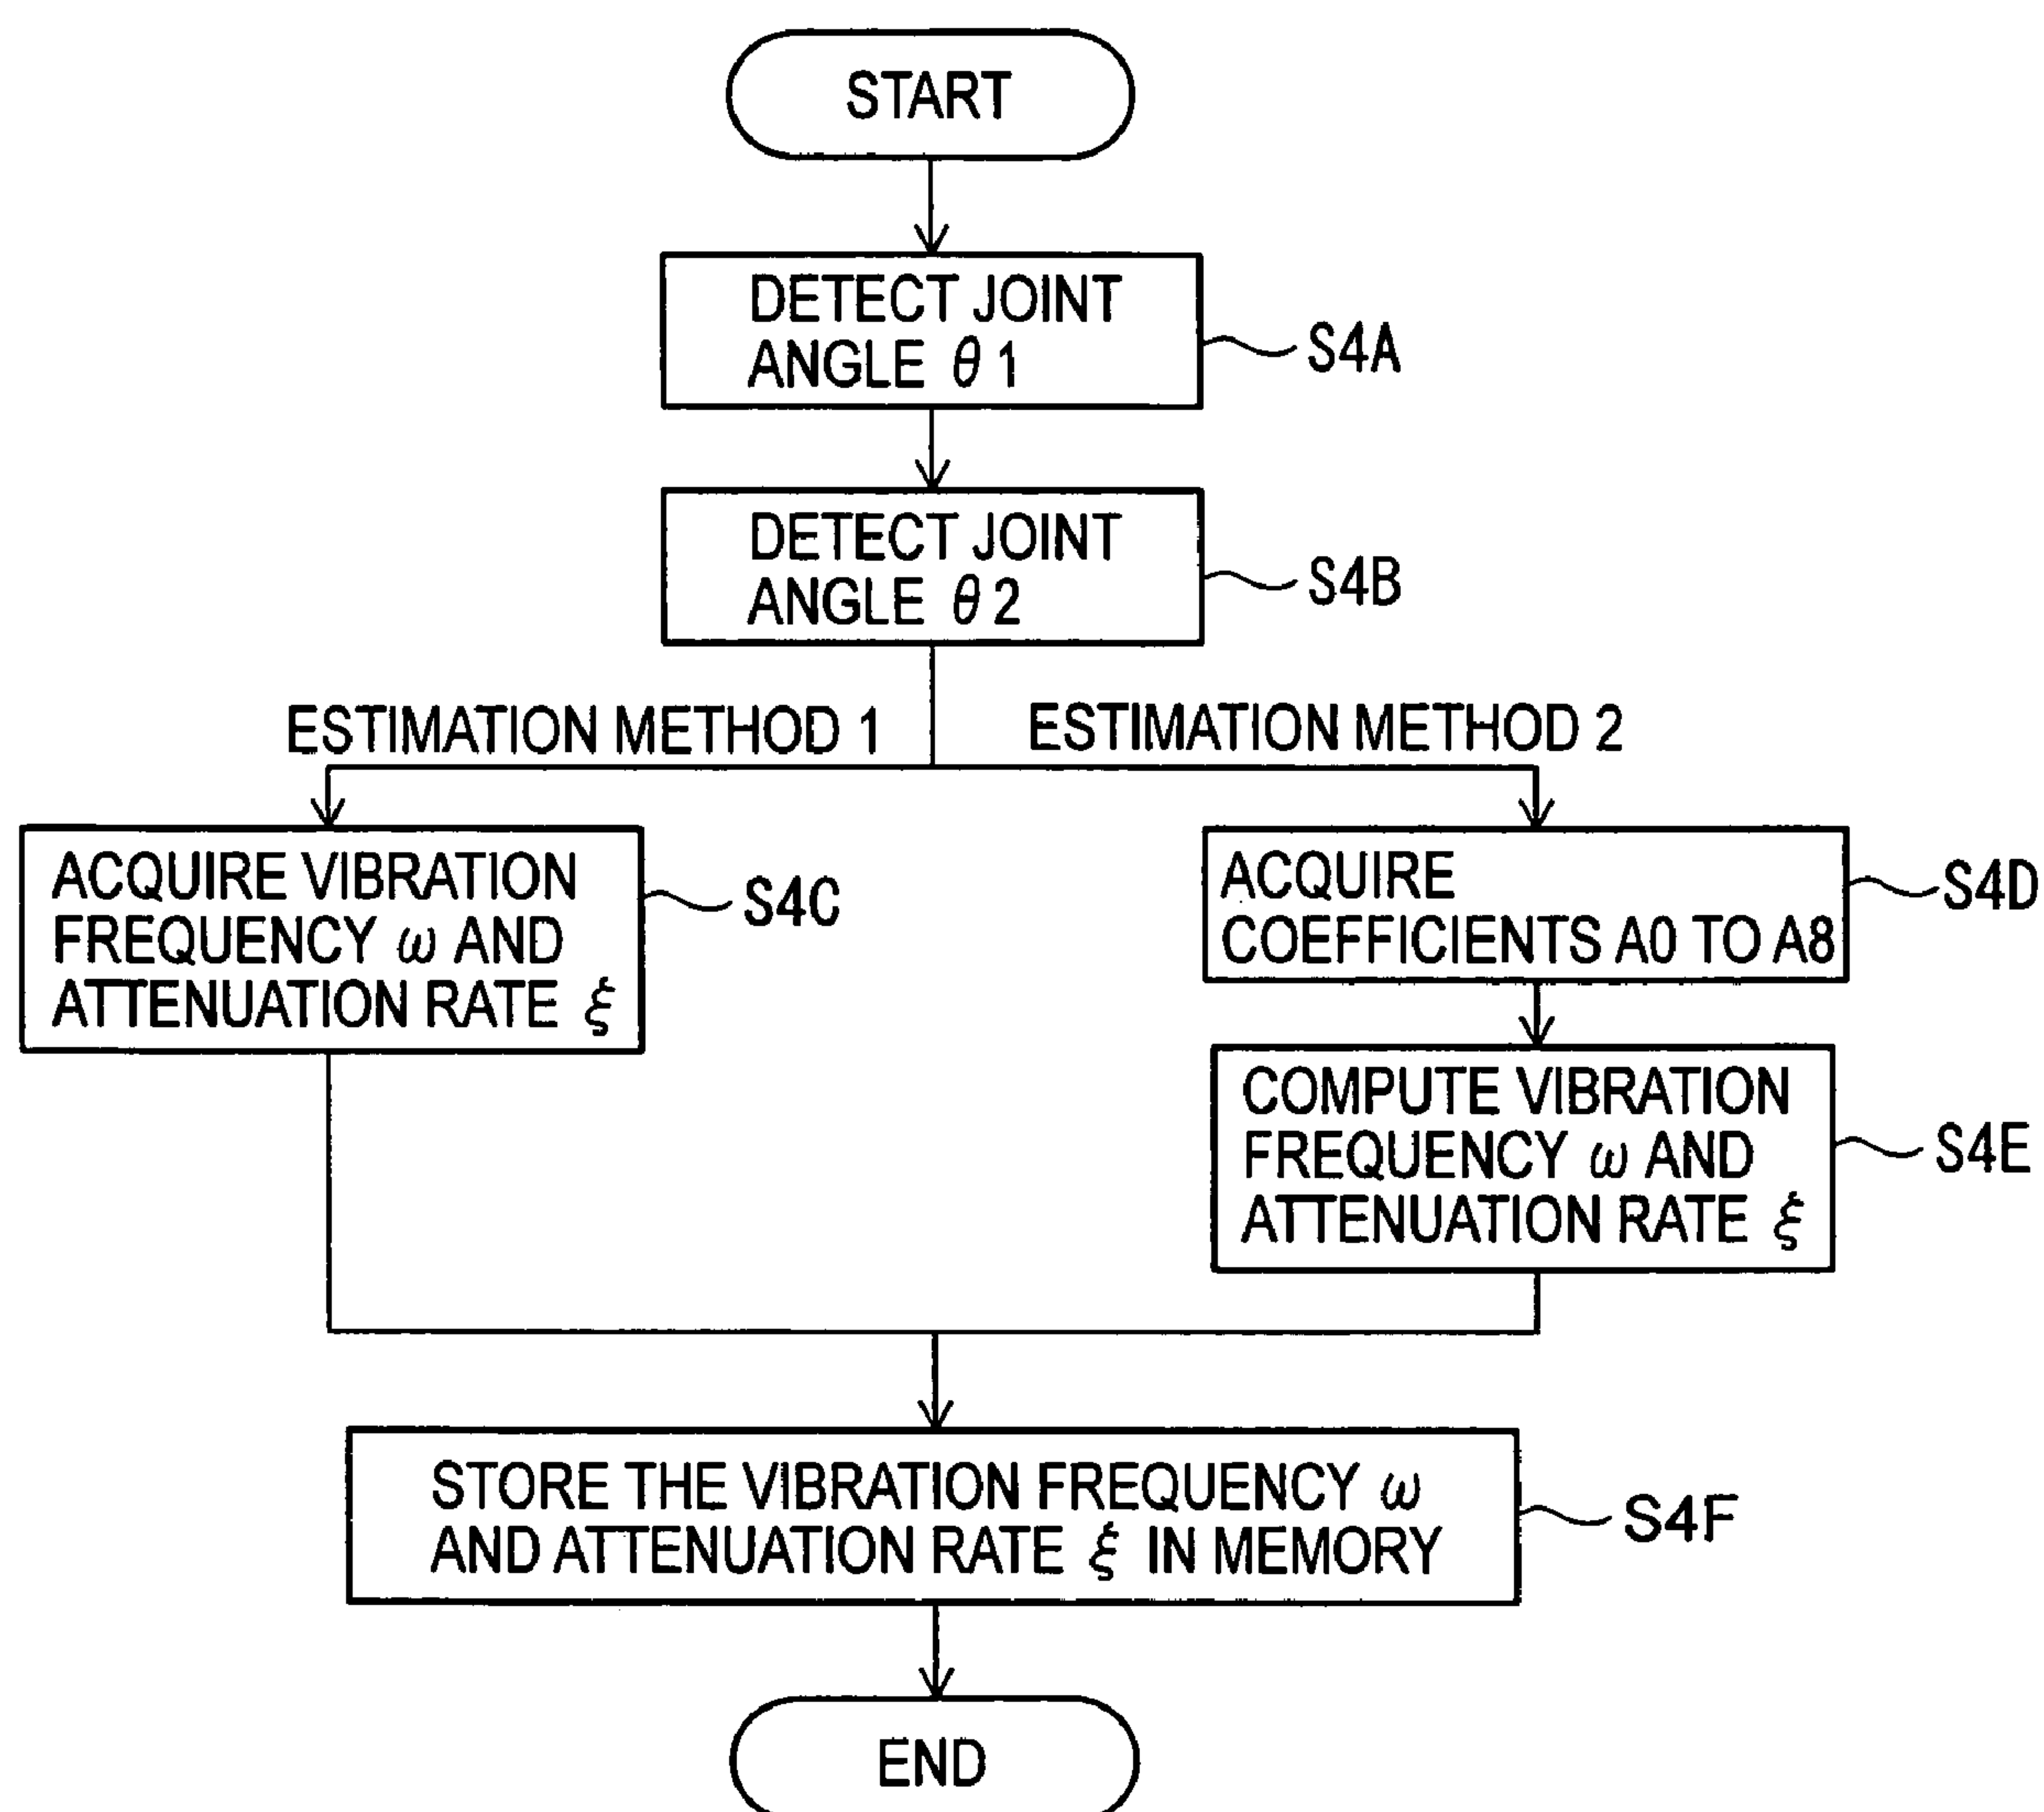 START
DETECT JOINT
ANGLE θ1
S4A
DETECT JOINT
ANGLE θ2
S4B
ESTIMATION METHOD 1
ESTIMATION METHOD 2
ACQUIRE VIBRATION
FREQUENCY ω AND
ATTENUATION RATE ξ
S4C
ACQUIRE
COEFFICIENTS A0 TO A8
S4D
COMPUTE VIBRATION
FREQUENCY ω AND
ATTENUATION RATE ξ
S4E
STORE THE VIBRATION FREQUENCY ω
AND ATTENUATION RATE ξ IN MEMORY
S4F
END